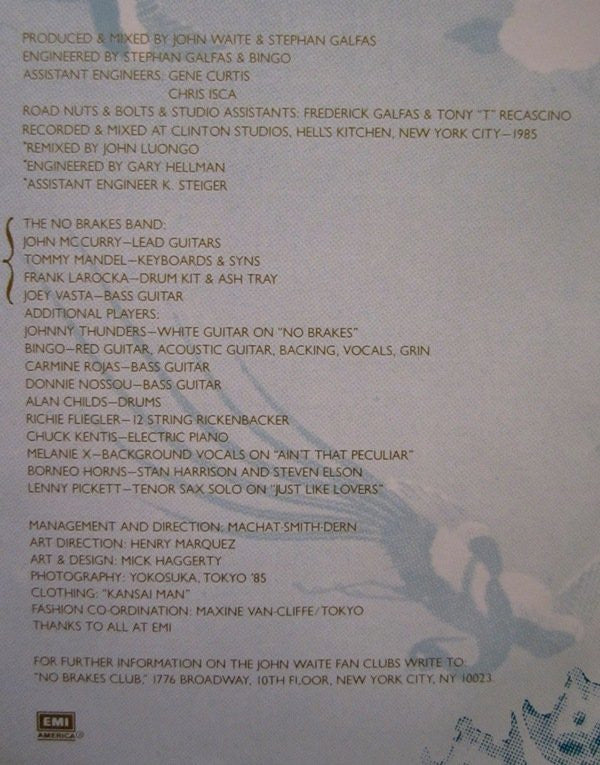 PRODUCED & MIXED BY JOHN WAITE & STEPHAN GALFAS
ENGINEERED BY STEPHAN GALFAS & BINGO
ASSISTANT ENGINEERS: GENE CURTIS
CHRIS ISCA
ROAD NUTS & BOLTS & STUDIO ASSISTANTS: FREDERICK GALFAS & TONY "T" RECASCINO
RECORDED & MIXED AT CLINTON STUDIOS, HELL'S KITCHEN, NEW YORK CITY—1985
*REMIXED BY JOHN LUONGO
*ENGINEERED BY GARY HELLMAN
*ASSISTANT ENGINEER K. STEIGER
THE NO BRAKES BAND:
JOHN MCCURRY—LEAD GUITARS
TOMMY MANDEL—KEYBOARDS & SYNS
FRANK LAROCKA—DRUM KIT & ASH TRAY
JOEY VASTA—BASS GUITAR
ADDITIONAL PLAYERS:
JOHNNY THUNDERS—WHITE GUITAR ON "NO BRAKES"
BINGO—RED GUITAR, ACOUSTIC GUITAR, BACKING, VOCALS, GRIN
CARMINE ROJAS—BASS GUITAR
DONNIE NOSSOU—BASS GUITAR
ALAN CHILDS—DRUMS
RICHIE FLIEGLER—12 STRING RICKENBACKER
CHUCK KENTIS—ELECTRIC PIANO
MELANIE X—BACKGROUND VOCALS ON "AIN'T THAT PECULIAR"
BORNEO HORNS—STAN HARRISON AND STEVEN ELSON
LENNY PICKETT—TENOR SAX SOLO ON "JUST LIKE LOVERS"
MANAGEMENT AND DIRECTION: MACHAT-SMITH-DERN
ART DIRECTION: HENRY MARQUEZ
ART & DESIGN: MICK HAGGERTY
PHOTOGRAPHY: YOKOSUKA, TOKYO '85
CLOTHING: "KANSAI MAN"
FASHION CO-ORDINATION: MAXINE VAN-CLIFFE/TOKYO
THANKS TO ALL AT EMI
FOR FURTHER INFORMATION ON THE JOHN WAITE FAN CLUBS WRITE TO:
"NO BRAKES CLUB," 1776 BROADWAY, 10TH FLOOR, NEW YORK CITY, NY 10023.
EMI
AMERICA ®